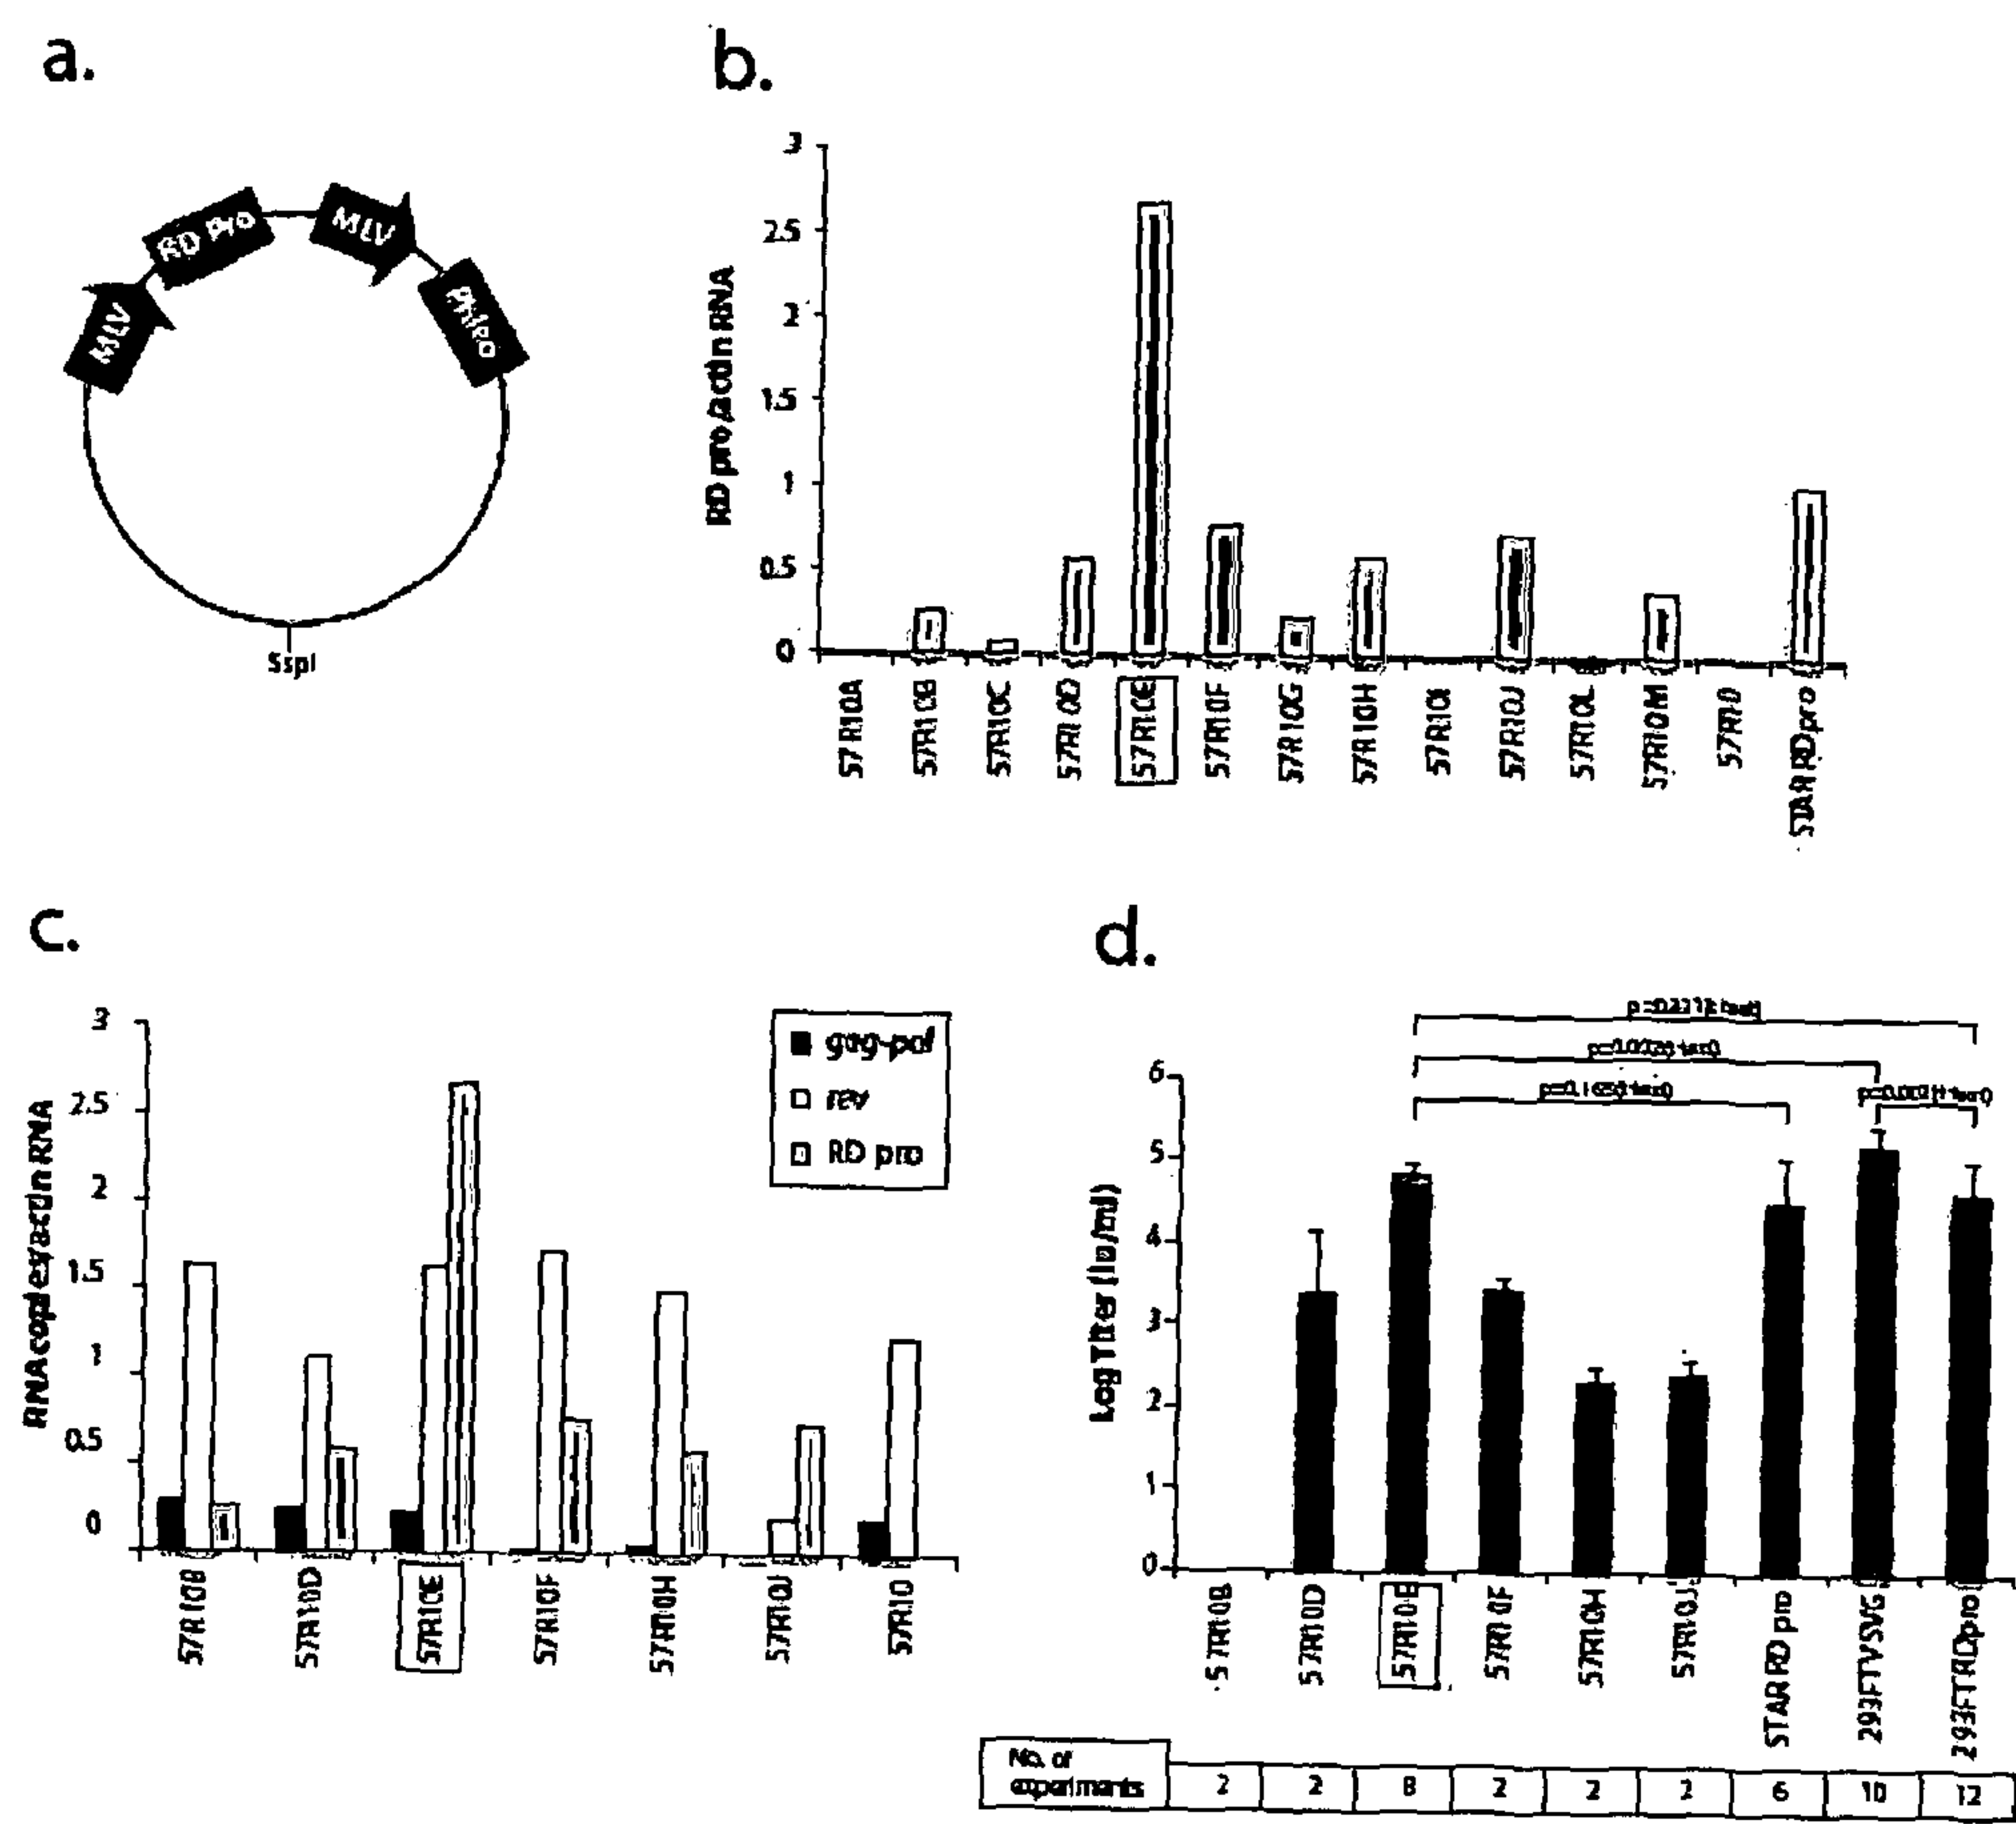 a.
MLV
RD pro
MLV
SspI
b.
RD pro/actin RNA
3
2.5
2
1.5
1
0.5
0
57R10A
57R10B
57R10C
57R10D
57R10E
57R10F
57R10G
57R10H
57R10I
57R10J
57R10L
57R10M
57R10
STAR RDpro
c.
RNA copies/actin RNA
3
2.5
2
1.5
1
0.5
0
gag-pol
rev
RD pro
57R10B
57R10D
57R10E
57R10F
57R10H
57R10J
57R10
d.
Log Titer (iu/ml)
6
5
4
3
2
1
0
57R10B
57R10D
57R10E
57R10F
57R10H
57R10J
STAR RDpro
293FTVSVG
293FTRDpro
No. of experiments
2
2
8
2
2
2
6
10
12